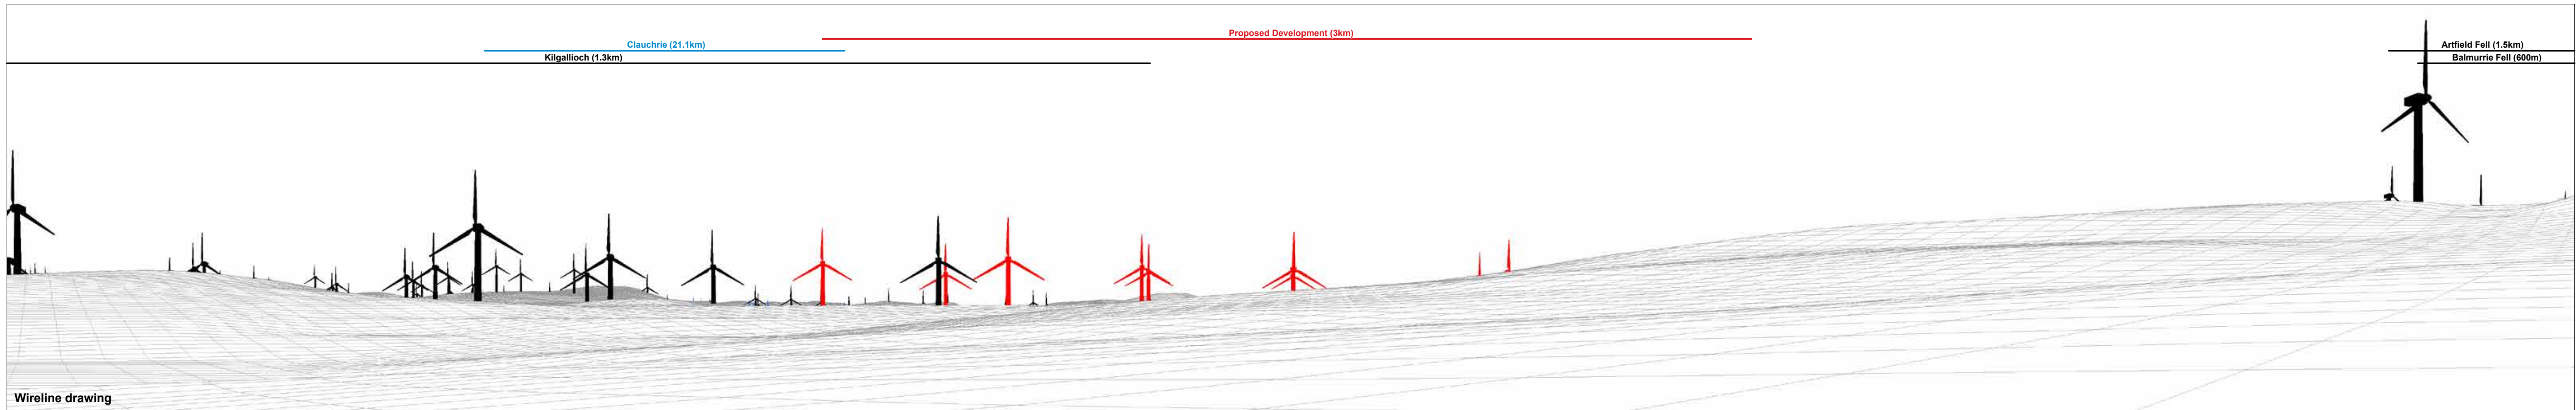 Proposed Development (3km)
Clauchrie (21.1km)
Artfield Fell (1.5km)
Kilgallioch (1.3km)
Balmurrie Fell (600m)
Wireline drawing